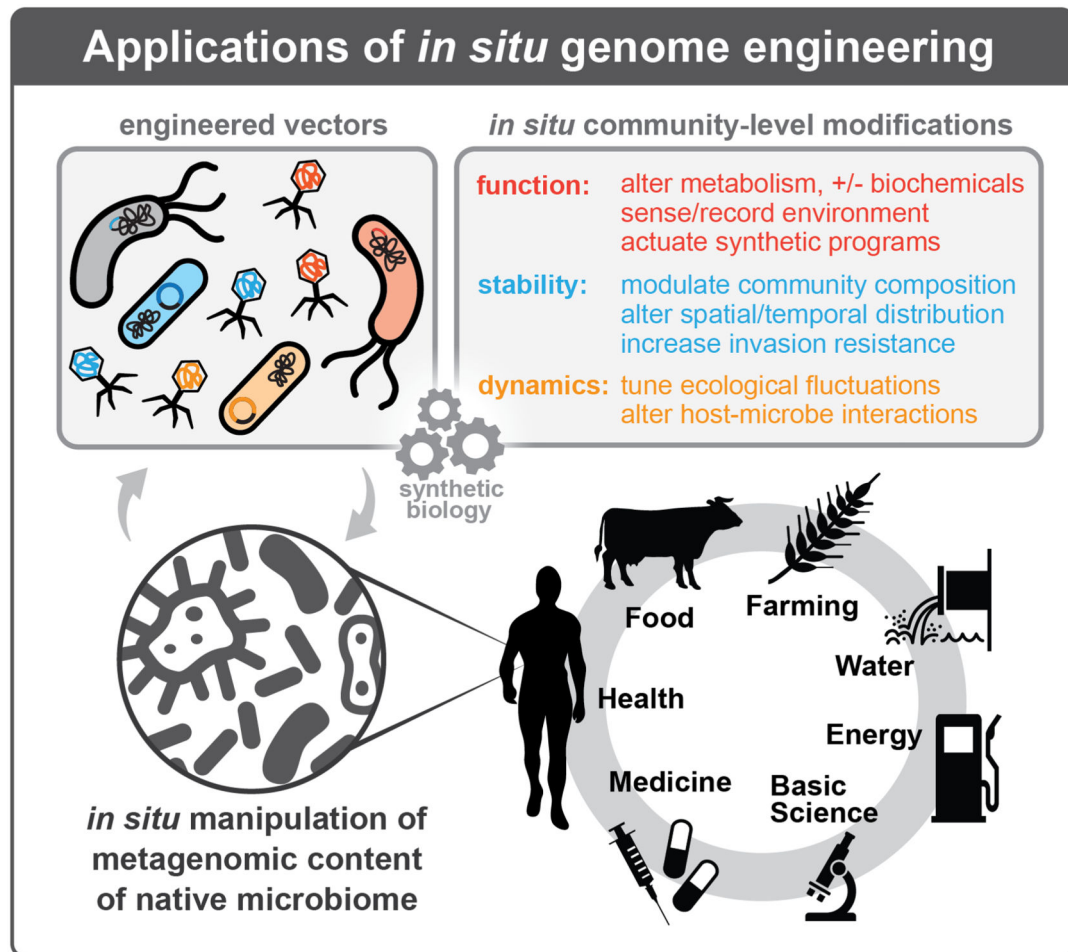 Applications of in situ genome engineering
engineered vectors
in situ community-level modifications
function: alter metabolism, +/- biochemicals
sense/record environment
actuate synthetic programs
stability: modulate community composition
alter spatial/temporal distribution
increase invasion resistance
dynamics: tune ecological fluctuations
alter host-microbe interactions
synthetic
biology
Food
Farming
Water
Health
Energy
Medicine
Basic
Science
in situ manipulation of
metagenomic content
of native microbiome